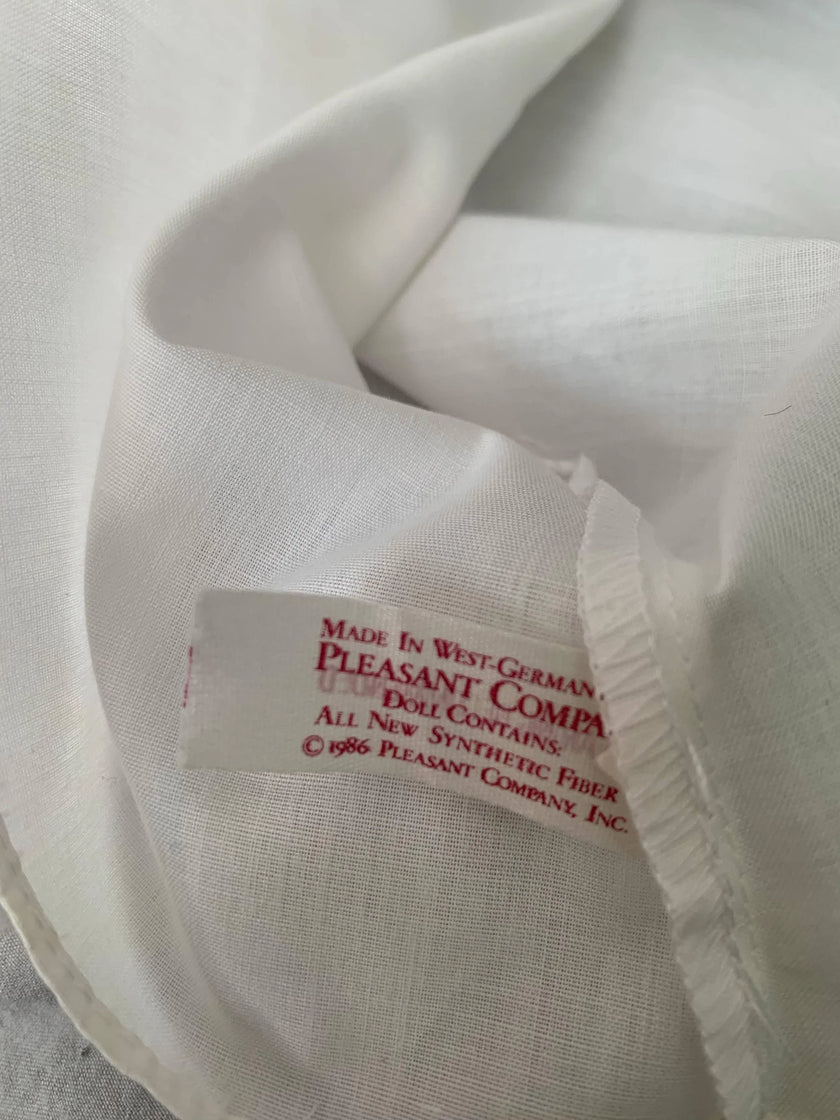 MADE IN WEST-GERMAN
PLEASANT COMPA
DOLL CONTAINS:
ALL NEW SYNTHETIC FIBER
© 1986 PLEASANT COMPANY, INC.